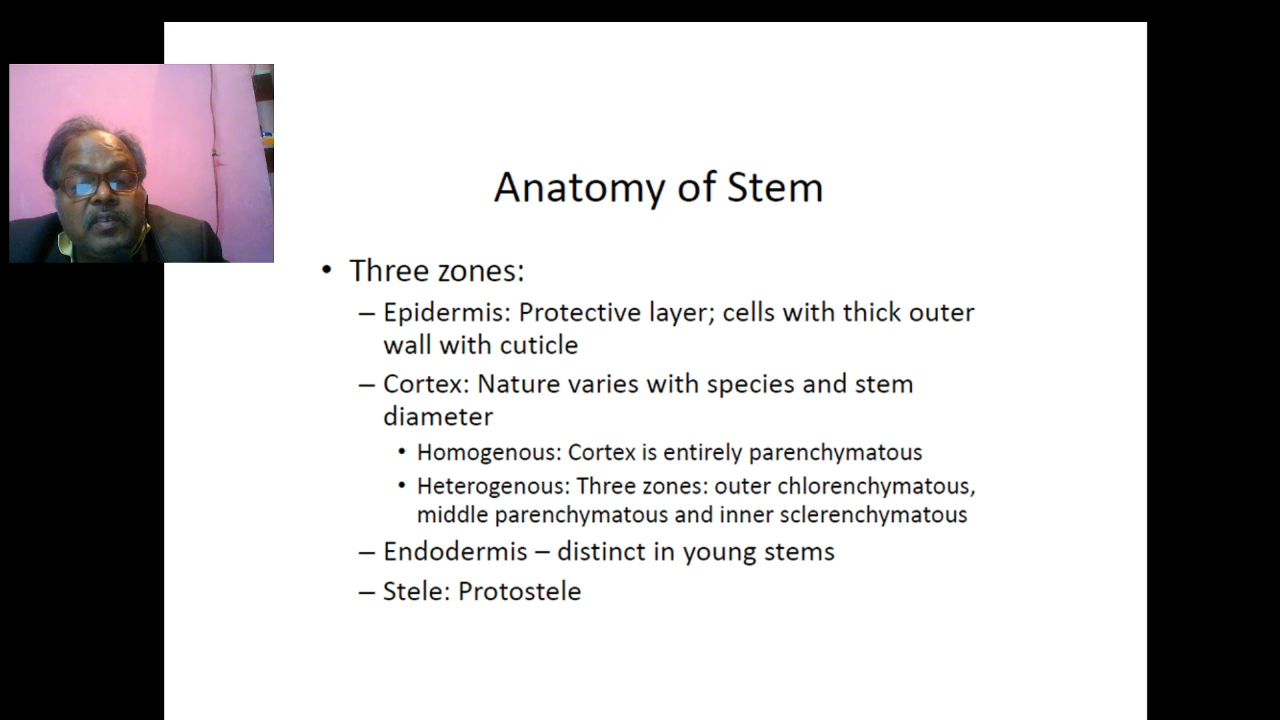 Anatomy of Stem
• Three zones:
– Epidermis: Protective layer; cells with thick outer
wall with cuticle
– Cortex: Nature varies with species and stem
diameter
• Homogenous: Cortex is entirely parenchymatous
• Heterogenous: Three zones: outer chlorenchymatous,
middle parenchymatous and inner sclerenchymatous
– Endodermis – distinct in young stems
– Stele: Protostele